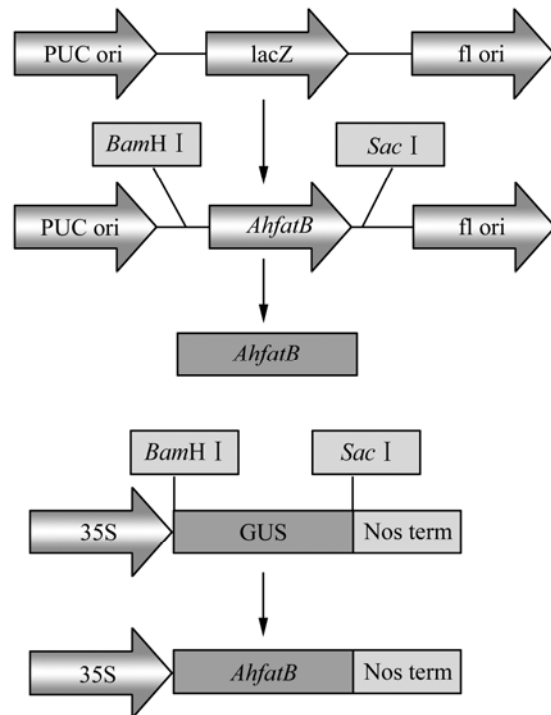 PUC ori lacZ fl ori
BamH Ⅰ Sac Ⅰ
PUC ori AhfatB fl ori
AhfatB
BamH Ⅰ Sac Ⅰ
35S GUS Nos term
35S AhfatB Nos term